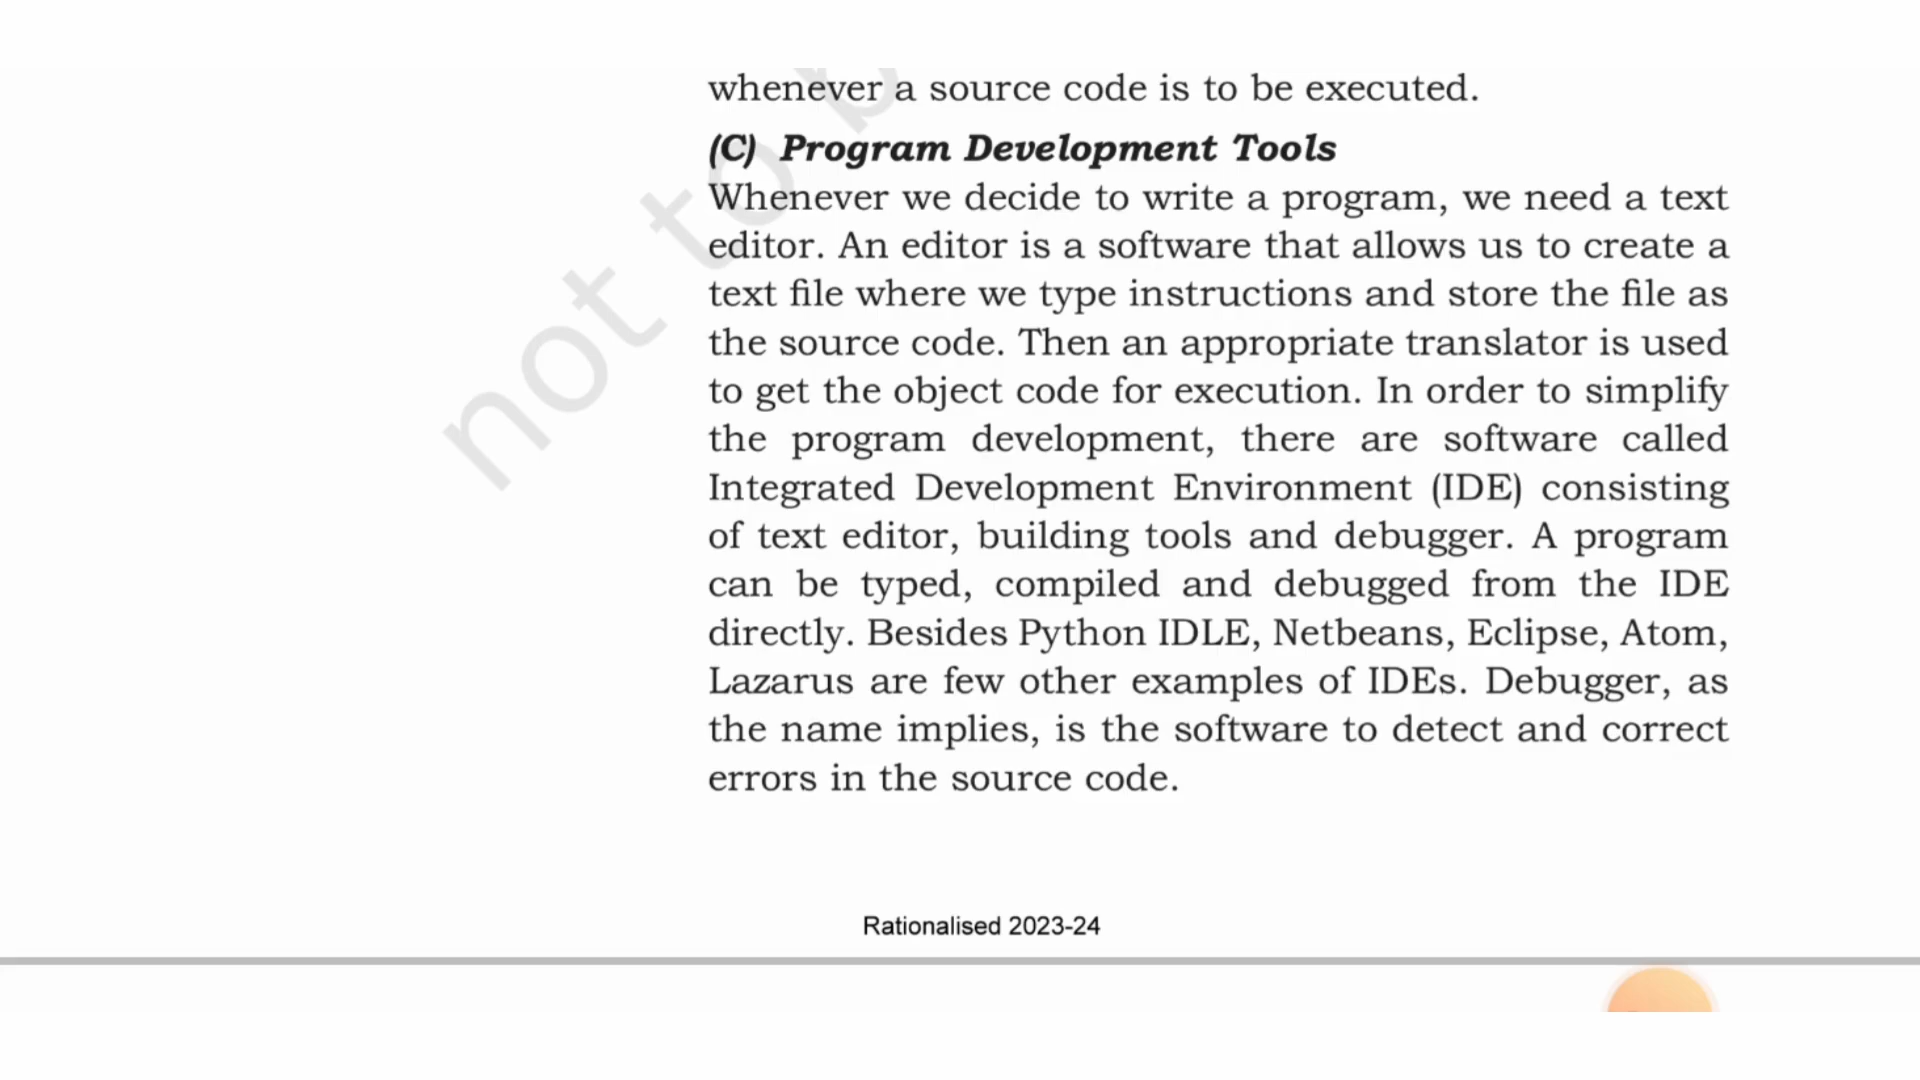 whenever a source code is to be executed.
(C) Program Development Tools
Whenever we decide to write a program, we need a text
editor. An editor is a software that allows us to create a
text file where we type instructions and store the file as
the source code. Then an appropriate translator is used
to get the object code for execution. In order to simplify
the program development, there are software called
Integrated Development Environment (IDE) consisting
of text editor, building tools and debugger. A program
can be typed, compiled and debugged from the IDE
directly. Besides Python IDLE, Netbeans, Eclipse, Atom,
Lazarus are few other examples of IDEs. Debugger, as
the name implies, is the software to detect and correct
errors in the source code.
not to b
Rationalised 2023-24